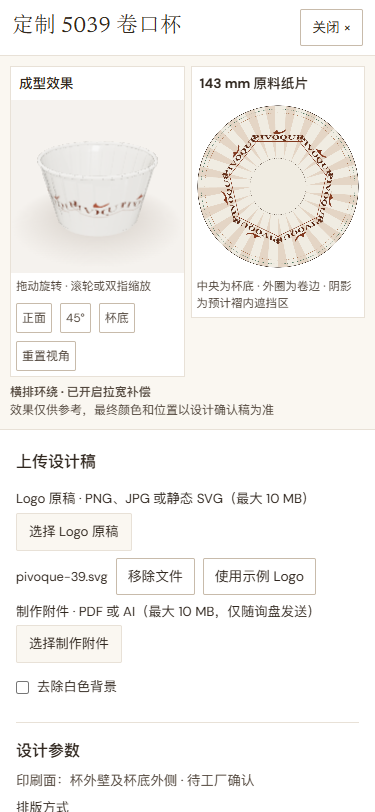 定制 5039 卷口杯
关闭 ×
成型效果
143 mm 原料纸片
PIVOQUE
拖动旋转 · 滚轮或双指缩放
正面
45°
杯底
重置视角
中央为杯底 · 外圈为卷边 · 阴影
为预计褶内遮挡区
横排环绕 · 已开启拉宽补偿
效果仅供参考，最终颜色和位置以设计确认稿为准
上传设计稿
Logo 原稿 · PNG、JPG 或静态 SVG（最大 10 MB）
选择 Logo 原稿
pivoque-39.svg
移除文件
使用示例 Logo
制作附件 · PDF 或 AI（最大 10 MB，仅随询盘发送）
选择制作附件
去除白色背景
设计参数
印刷面：杯外壁及杯底外侧 · 待工厂确认
排版方式